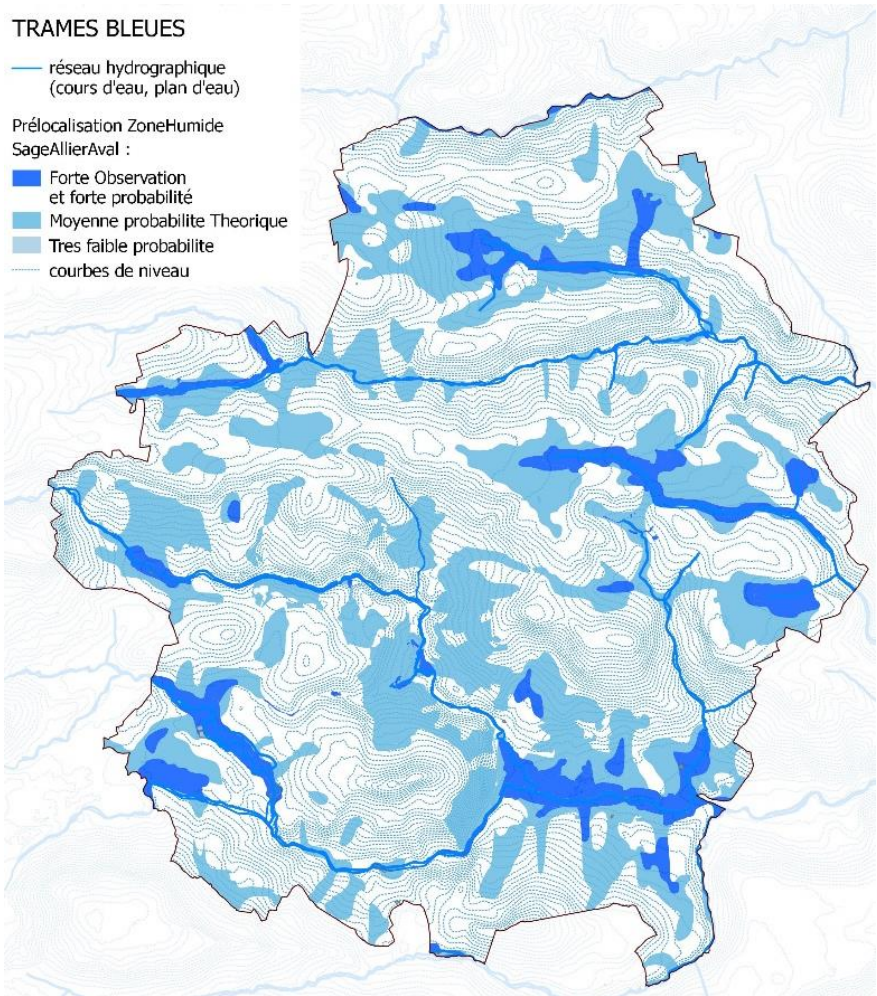 TRAMES BLEUES
réseau hydrographique
(cours d'eau, plan d'eau)
Prélocalisation ZoneHumide
SageAllierAval :
Forte Observation
et forte probabilité
Moyenne probabilite Theorique
Tres faible probabilite
courbes de niveau